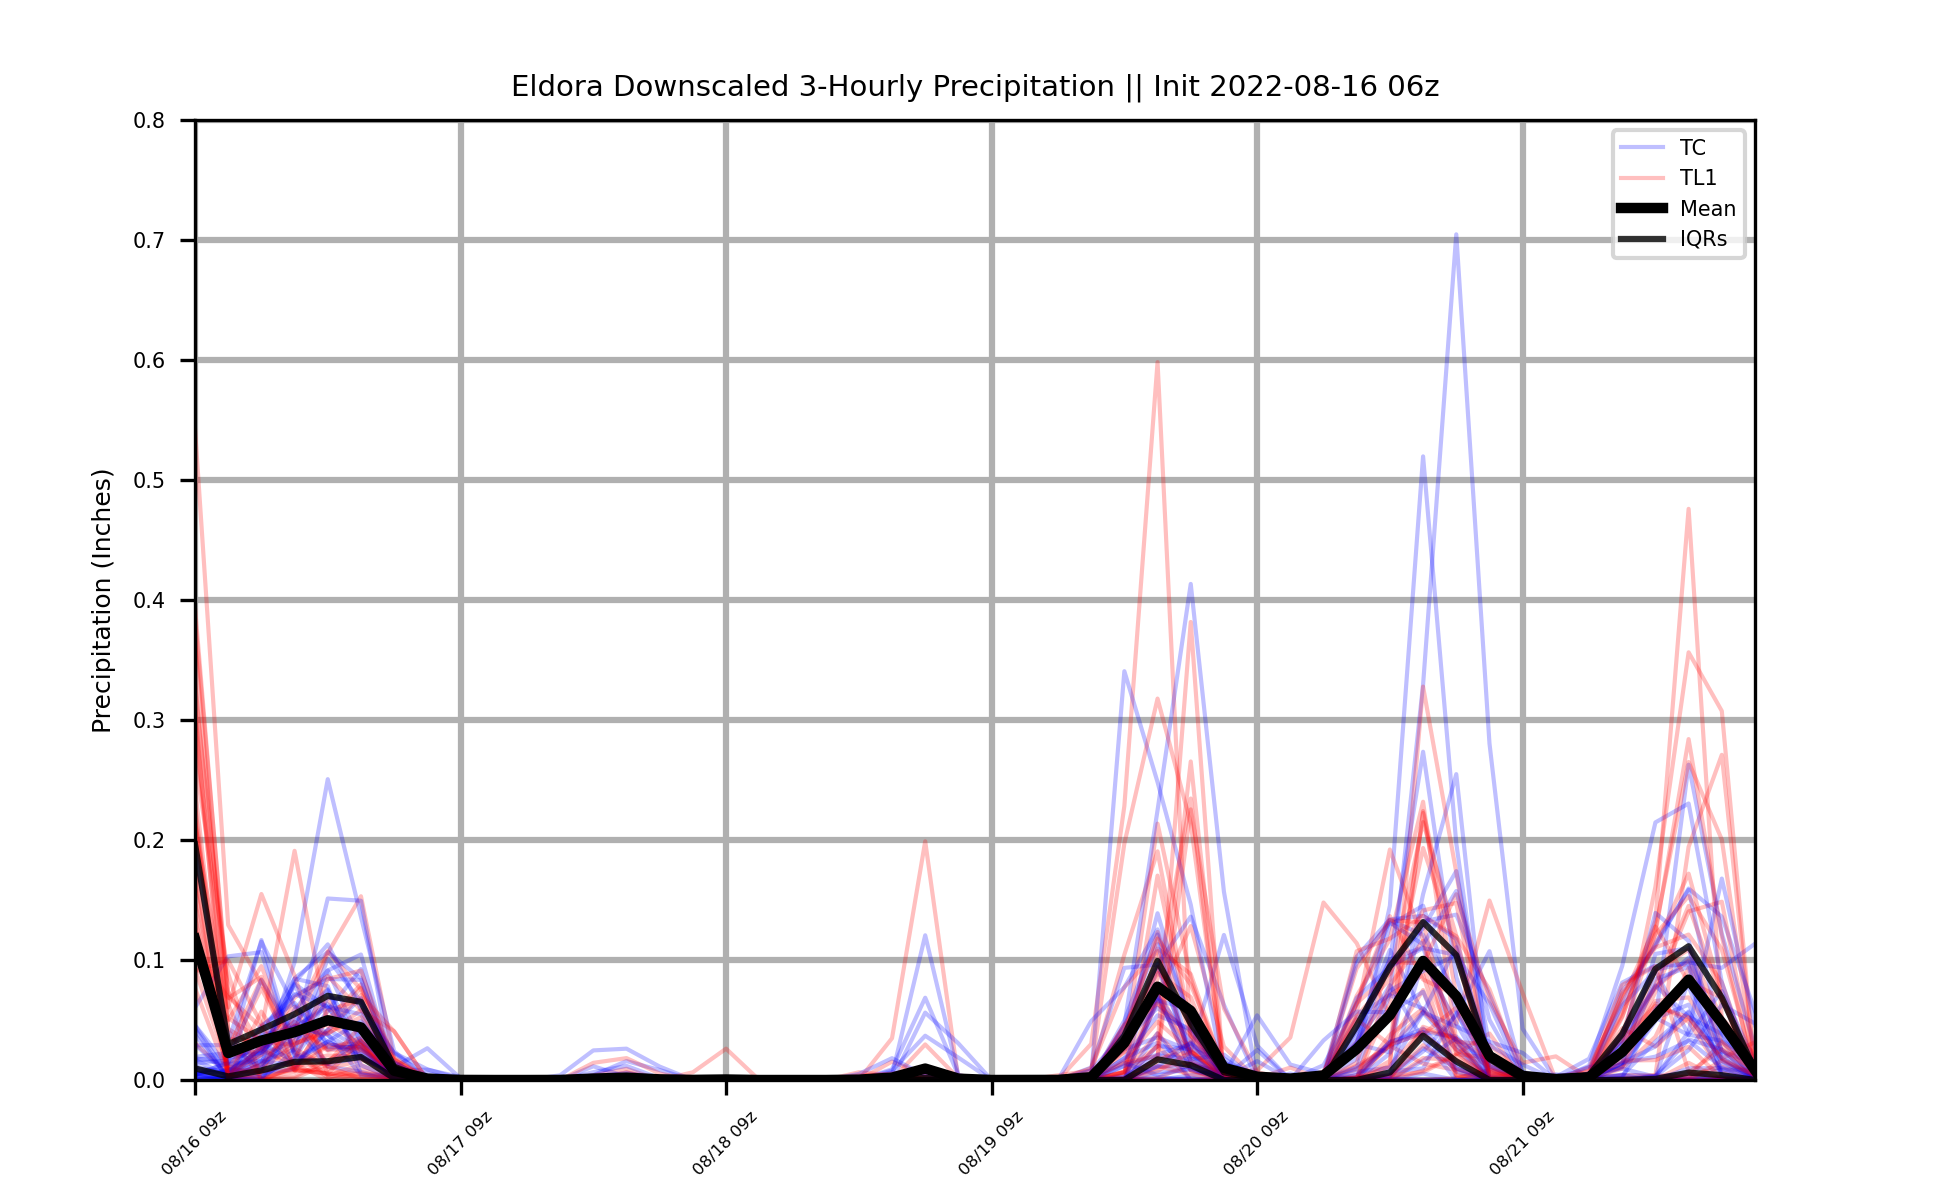 Eldora Downscaled 3-Hourly Precipitation || Init 2022-08-16 06z
Precipitation (Inches)
0.8
0.7
0.6
0.5
0.4
0.3
0.2
0.1
0.0
TC
TL1
Mean
IQRs
08/16 09z
08/17 09z
08/18 09z
08/19 09z
08/20 09z
08/21 09z